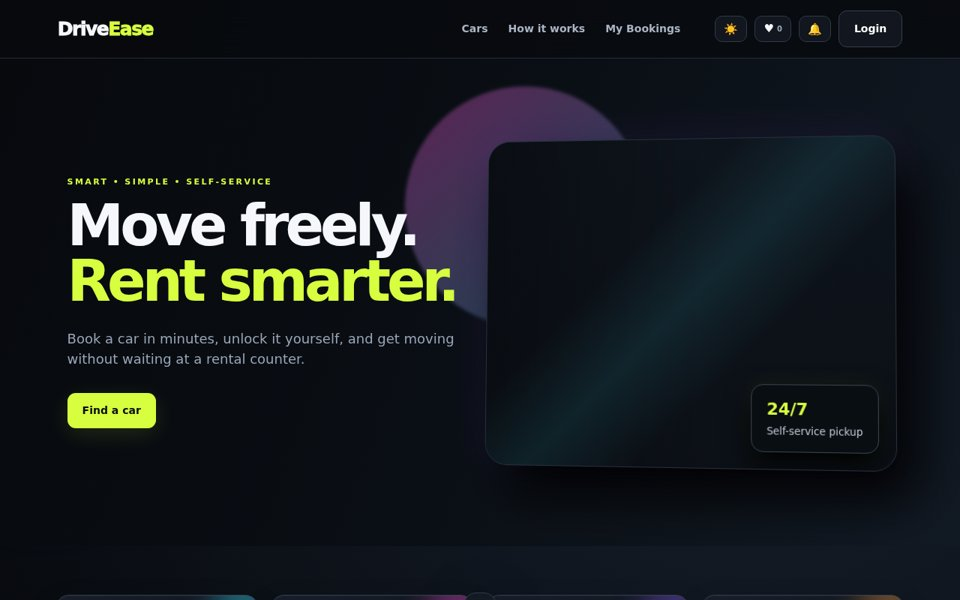 DriveEase
Cars How it works My Bookings ☀️ ♥ 0 🔔 Login
SMART • SIMPLE • SELF-SERVICE
Move freely.
Rent smarter.
Book a car in minutes, unlock it yourself, and get moving
without waiting at a rental counter.
Find a car
24/7
Self-service pickup